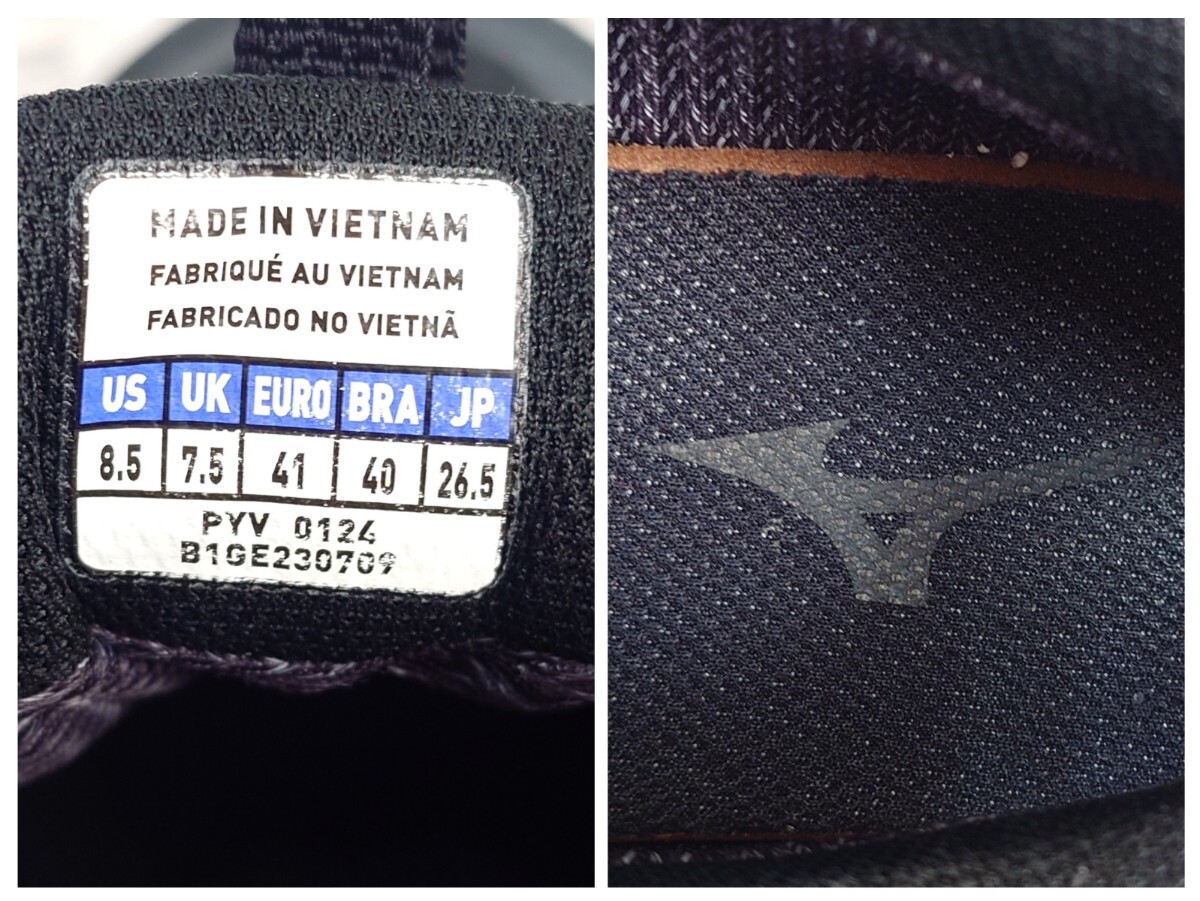 MADE IN VIETNAM
FABRIQUÉ AU VIETNAM
FABRICADO NO VIETNÃ
US UK EURO BRA JP
8.5 7.5 41 40 26.5
PYV 0124
B1GE230709